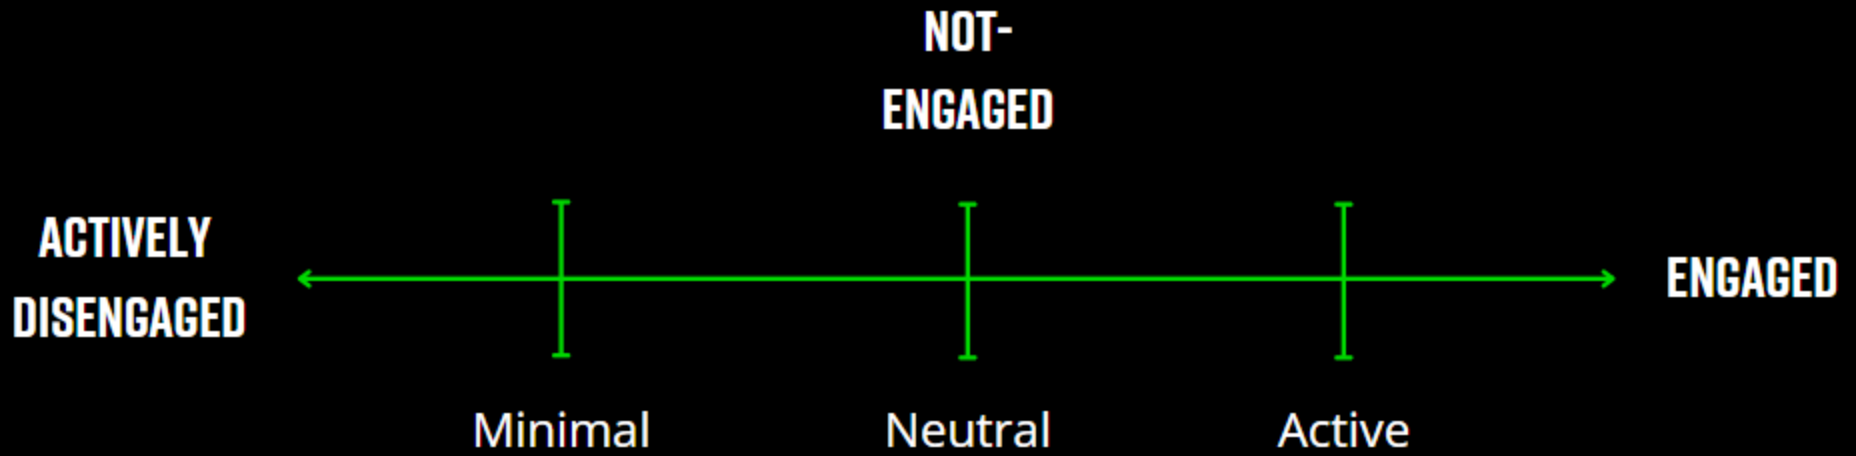 NOT-
ENGAGED
ACTIVELY
DISENGAGED
ENGAGED
Minimal
Neutral
Active